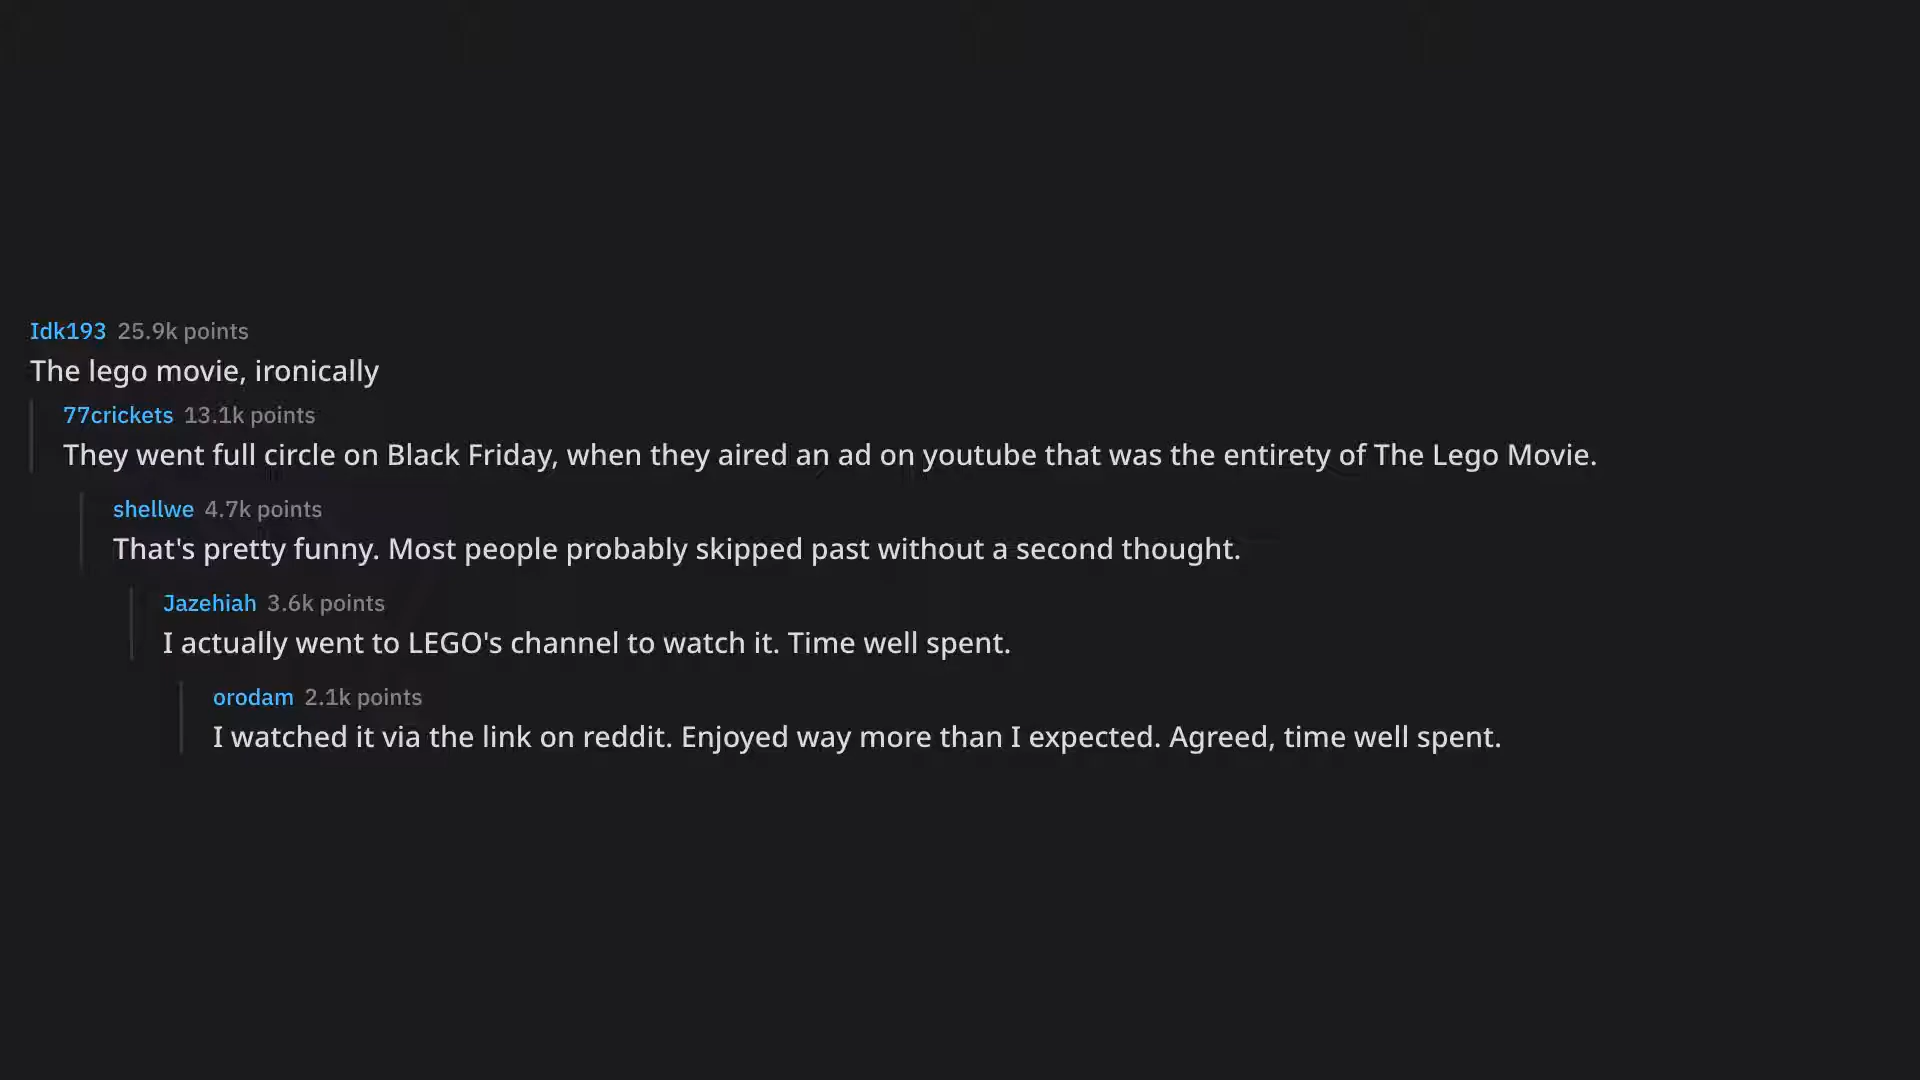 Idk193 25.9k points
The lego movie, ironically
77crickets 13.1k points
They went full circle on Black Friday, when they aired an ad on youtube that was the entirety of The Lego Movie.
shellwe 4.7k points
That's pretty funny. Most people probably skipped past without a second thought.
Jazehiah 3.6k points
I actually went to LEGO's channel to watch it. Time well spent.
orodam 2.1k points
I watched it via the link on reddit. Enjoyed way more than I expected. Agreed, time well spent.